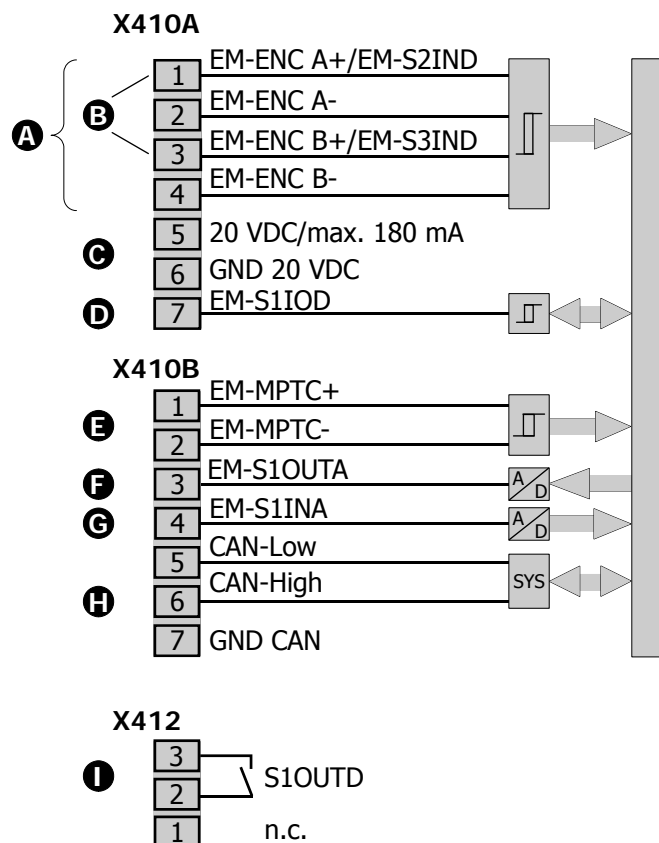 X410A
1 EM-ENC A+/EM-S2IND
B
2 EM-ENC A-
A
3 EM-ENC B+/EM-S3IND
4 EM-ENC B-
5 20 VDC/max. 180 mA
C
6 GND 20 VDC
D 7 EM-S1IOD
X410B
1 EM-MPTC+
E
2 EM-MPTC-
F 3 EM-S1OUTA A/D
G 4 EM-S1INA A/D
5 CAN-Low
SYS
H 6 CAN-High
7 GND CAN
X412
3
I S1OUTD
2
1 n.c.